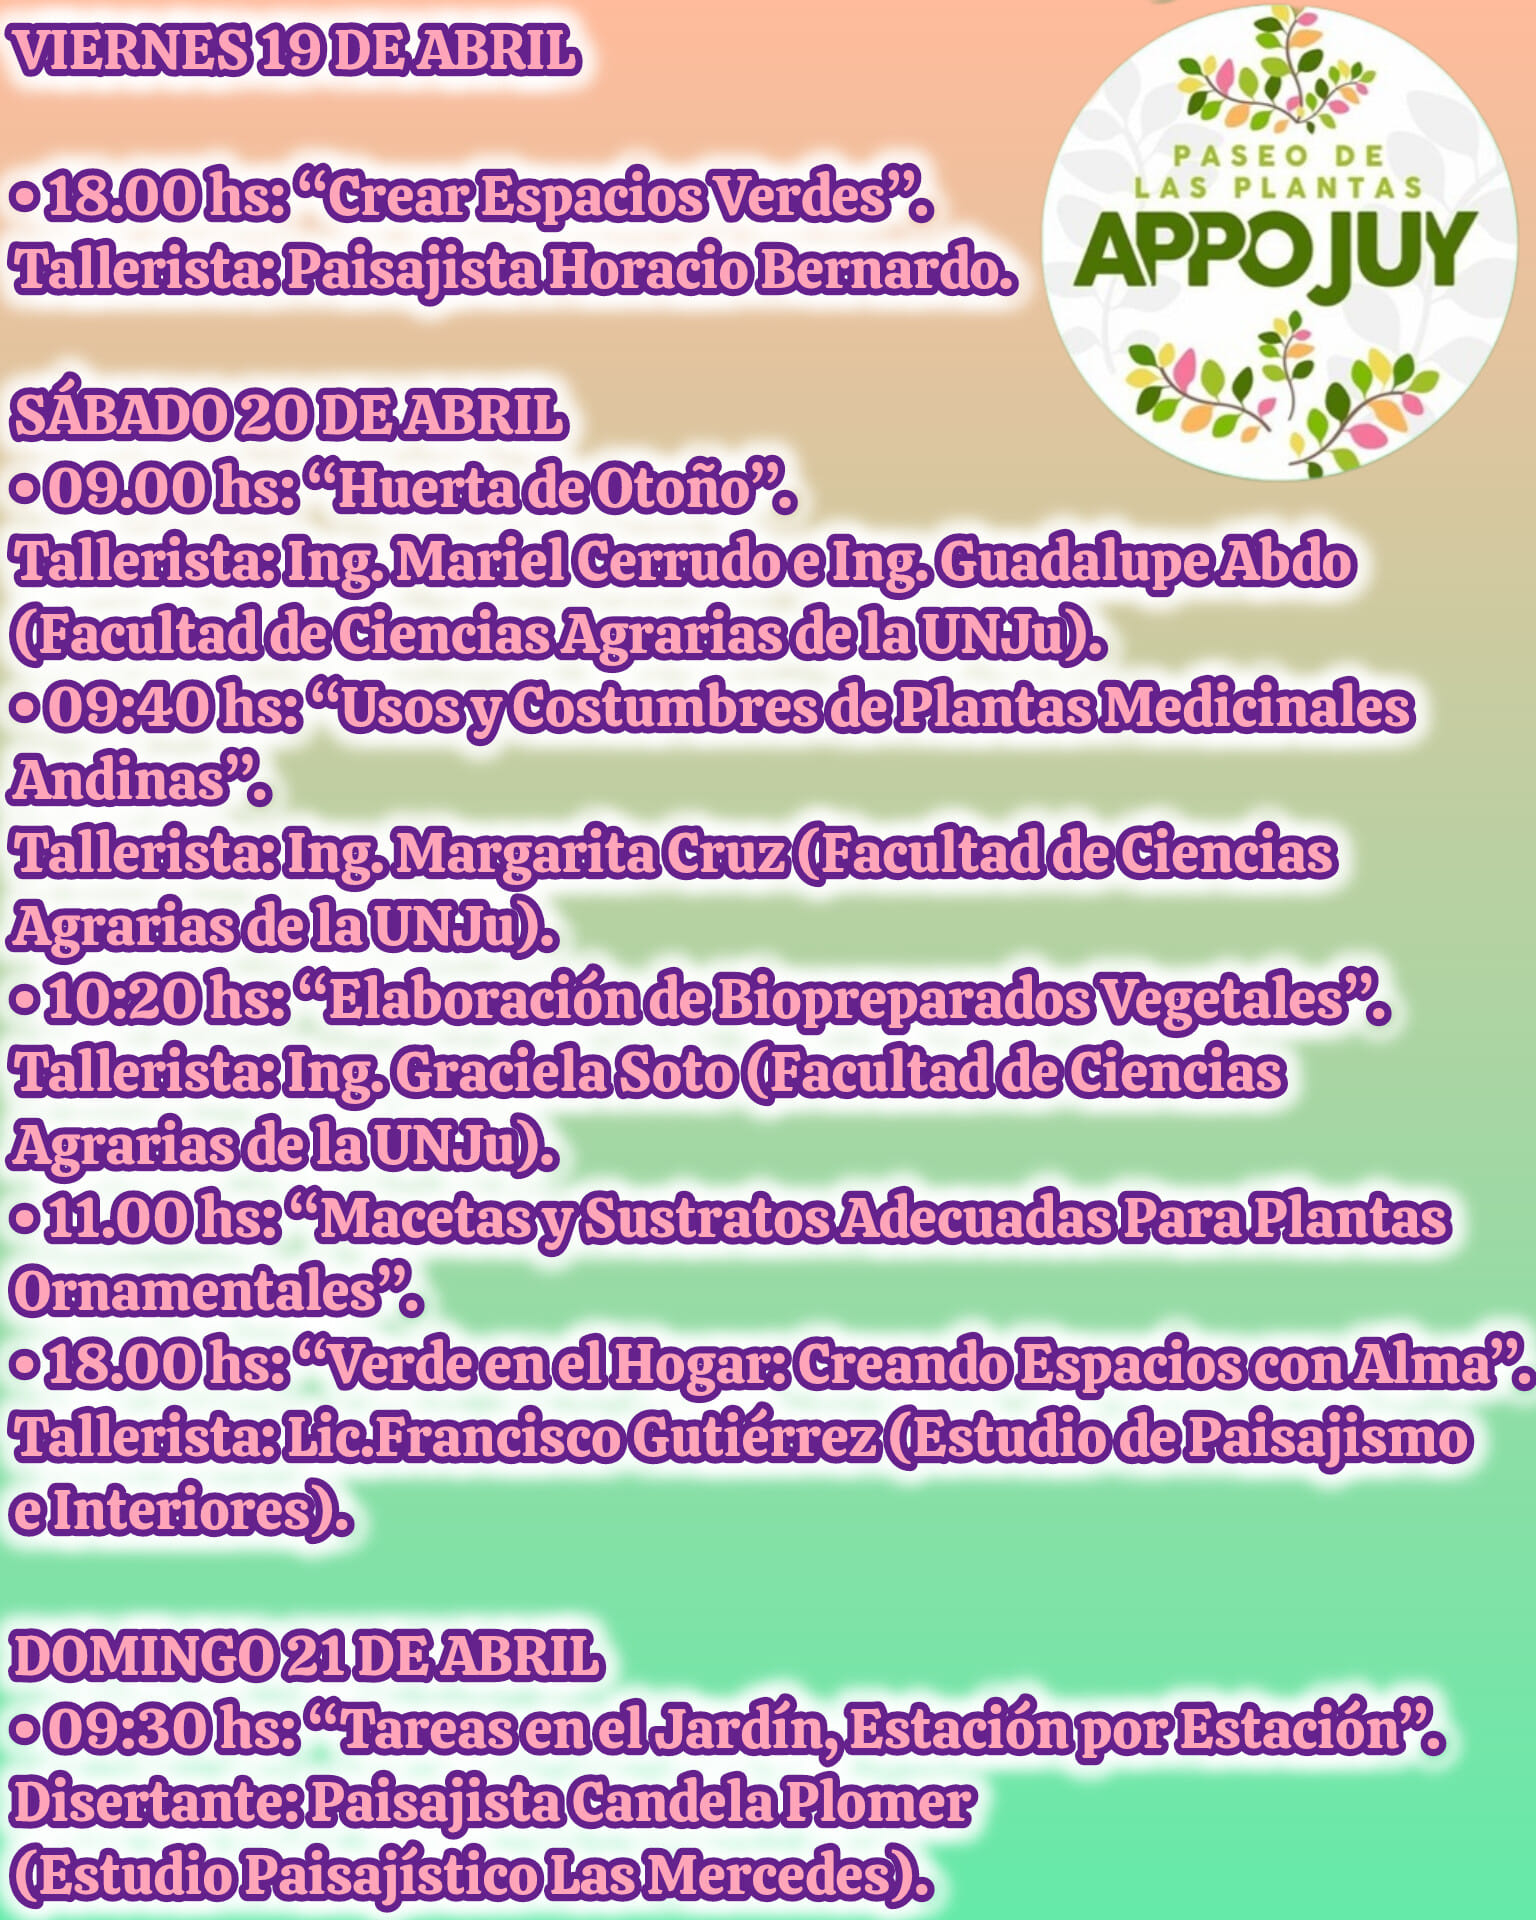 VIERNES 19 DE ABRIL
PASEO DE
LAS PLANTAS
APPOJUY
• 18.00 hs: “Crear Espacios Verdes”.
Tallerista: Paisajista Horacio Bernardo.
SÁBADO 20 DE ABRIL
• 09.00 hs: “Huerta de Otoño”.
Tallerista: Ing. Mariel Cerrudo e Ing. Guadalupe Abdo
(Facultad de Ciencias Agrarias de la UNJu).
• 09:40 hs: “Usos y Costumbres de Plantas Medicinales
Andinas”.
Tallerista: Ing. Margarita Cruz (Facultad de Ciencias
Agrarias de la UNJu).
• 10:20 hs: “Elaboración de Biopreparados Vegetales”.
Tallerista: Ing. Graciela Soto (Facultad de Ciencias
Agrarias de la UNJu).
• 11.00 hs: “Macetas y Sustratos Adecuadas Para Plantas
Ornamentales”.
• 18.00 hs: “Verde en el Hogar: Creando Espacios con Alma”.
Tallerista: Lic.Francisco Gutiérrez (Estudio de Paisajismo
e Interiores).
DOMINGO 21 DE ABRIL
• 09:30 hs: “Tareas en el Jardín, Estación por Estación”.
Disertante: Paisajista Candela Plomer
(Estudio Paisajístico Las Mercedes).